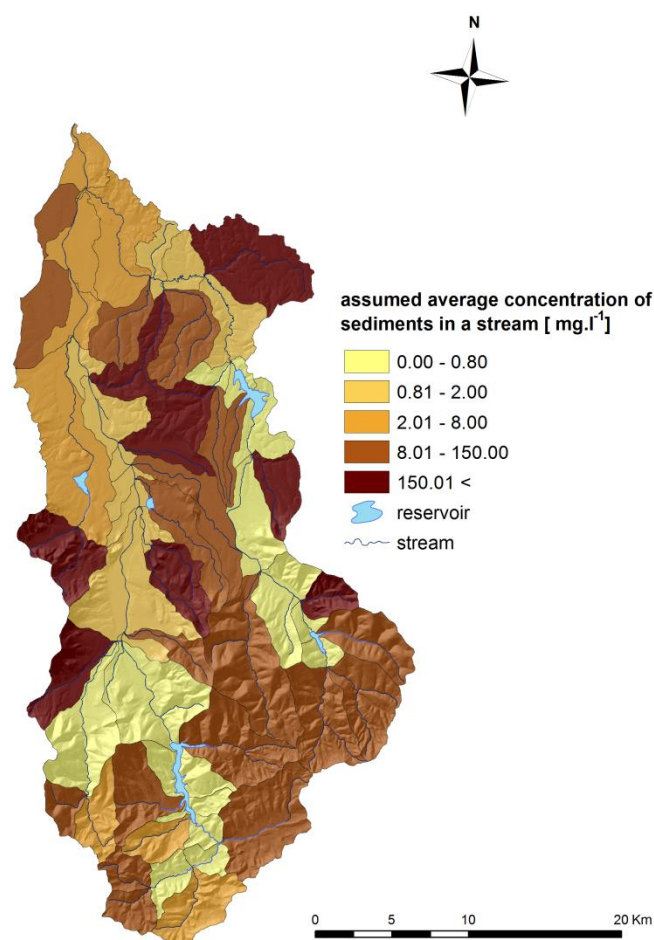 N
assumed average concentration of
sediments in a stream [ mg.l⁻¹]
0.00 - 0.80
0.81 - 2.00
2.01 - 8.00
8.01 - 150.00
150.01 <
reservoir
stream
0 5 10 20 Km